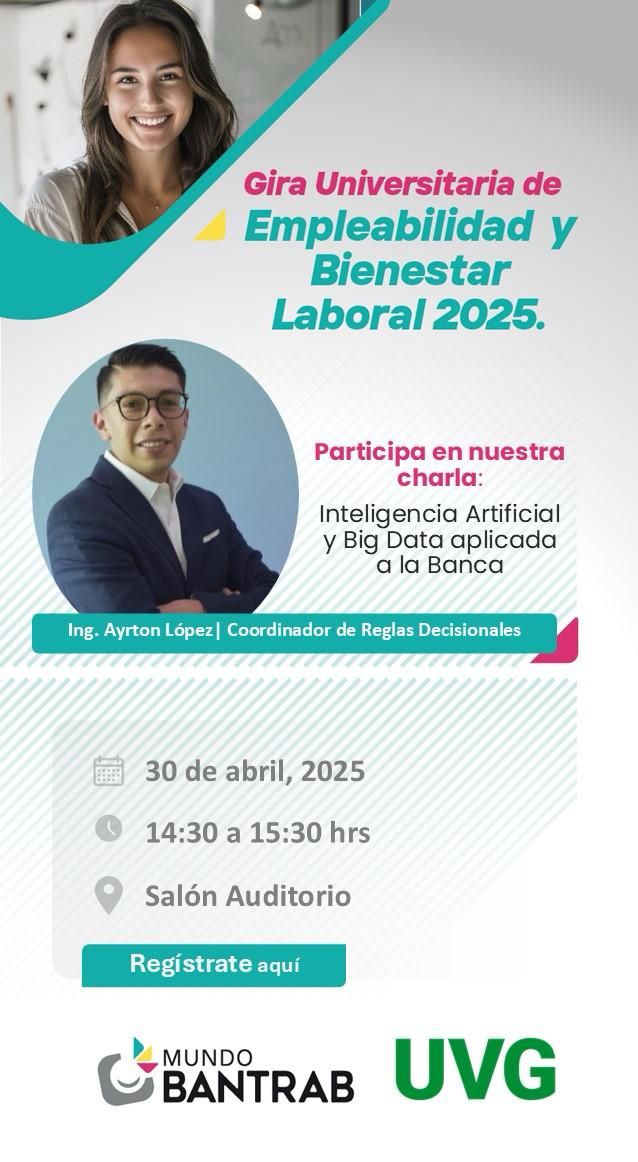 Gira Universitaria de
Empleabilidad y
Bienestar
Laboral 2025.
Participa en nuestra
charla:
Inteligencia Artificial
y Big Data aplicada
a la Banca
Ing. Ayrton López| Coordinador de Reglas Decisionales
30 de abril, 2025
14:30 a 15:30 hrs
Salón Auditorio
Regístrate aquí
MUNDO
BANTRAB
UVG